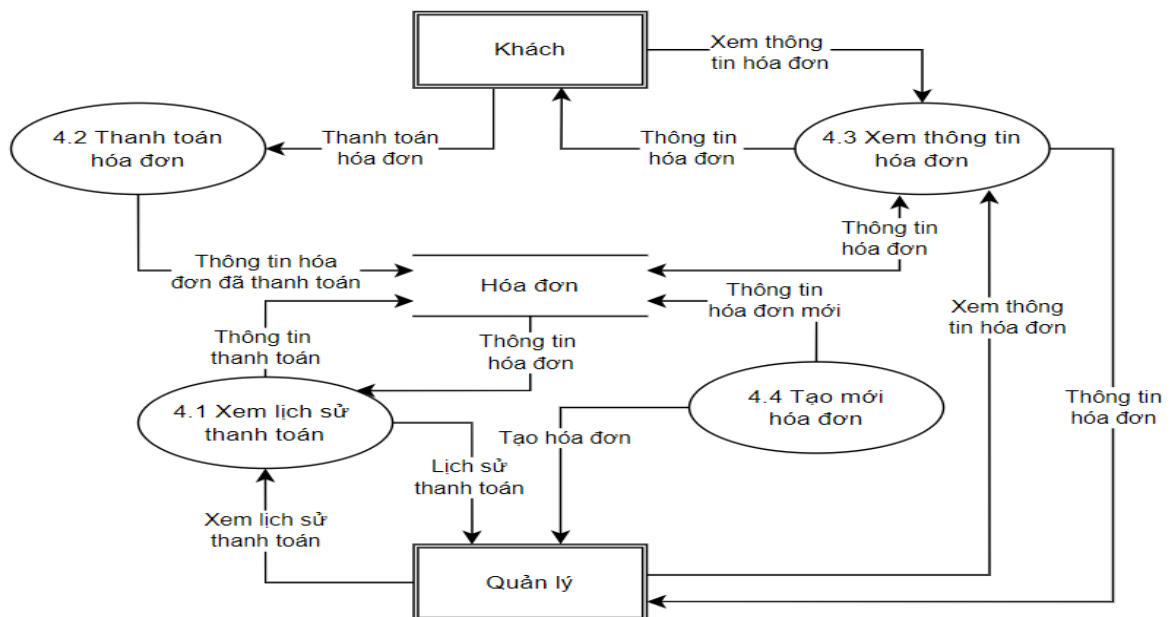 Khách
Xem thông
tin hóa đơn
4.2 Thanh toán
hóa đơn
Thanh toán
hóa đơn
Thông tin
hóa đơn
4.3 Xem thông tin
hóa đơn
Thông tin
hóa đơn
Thông tin hóa
đơn đã thanh toán
Hóa đơn
Thông tin
hóa đơn mới
Xem thông
tin hóa đơn
Thông tin
thanh toán
Thông tin
hóa đơn
4.1 Xem lịch sử
thanh toán
4.4 Tạo mới
hóa đơn
Thông tin
hóa đơn
Tạo hóa đơn
Lịch sử
thanh toán
Xem lịch sử
thanh toán
Quản lý